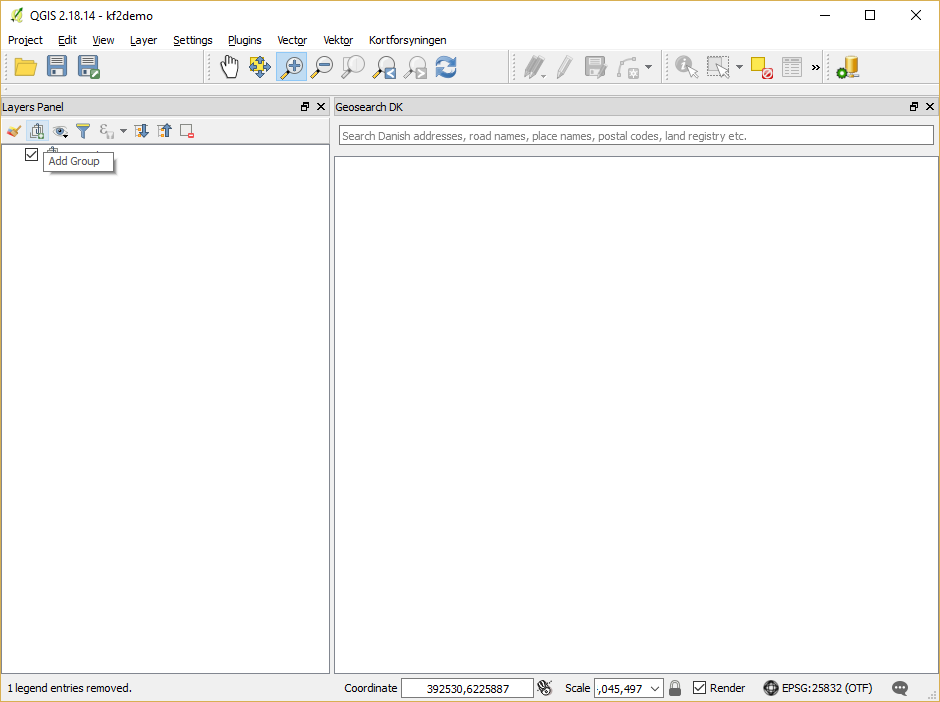 QGIS 2.18.14 - kf2demo
Project Edit View Layer Settings Plugins Vector Vektor Kortforsyningen
Layers Panel
Geosearch DK
Search Danish addresses, road names, place names, postal codes, land registry etc.
Add Group
1 legend entries removed.
Coordinate 392530,6225887 Scale ,045,497 Render EPSG:25832 (OTF)